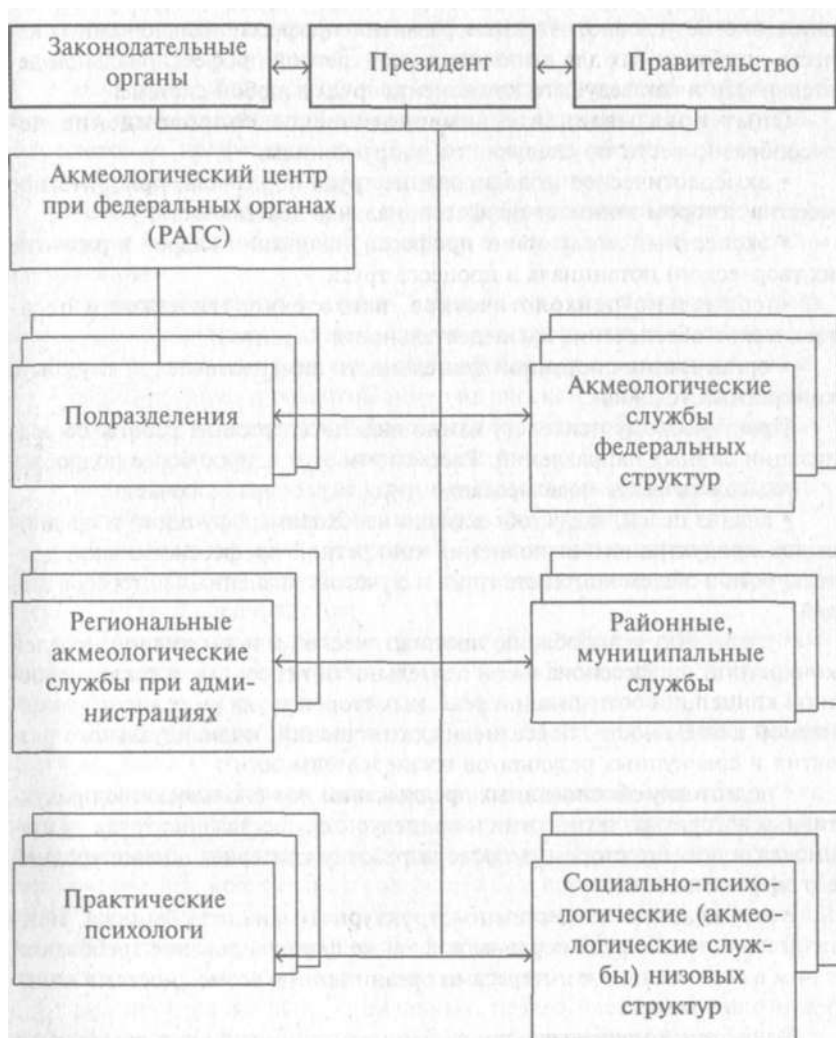 Законодательные
органы
Президент
Правительство
Акмеологический центр
при федеральных органах
(РАГС)
Подразделения
Акмеологические
службы
федеральных
структур
Региональные
акмеологические
службы при адми-
нистрациях
Районные,
муниципальные
службы
Практические
психологи
Социально-психо-
логические (акмео-
логические служ-
бы) низовых
структур